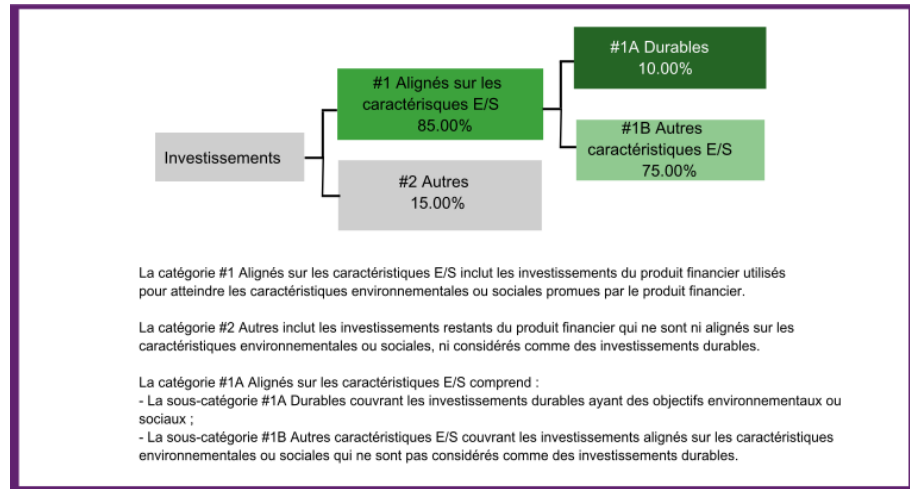 #1A Durables
10.00%
#1 Alignés sur les
caractérisques E/S
85.00%
#1B Autres
caractéristiques E/S
75.00%
Investissements
#2 Autres
15.00%
La catégorie #1 Alignés sur les caractéristiques E/S inclut les investissements du produit financier utilisés
pour atteindre les caractéristiques environnementales ou sociales promues par le produit financier.
La catégorie #2 Autres inclut les investissements restants du produit financier qui ne sont ni alignés sur les
caractéristiques environnementales ou sociales, ni considérés comme des investissements durables.
La catégorie #1A Alignés sur les caractéristiques E/S comprend :
- La sous-catégorie #1A Durables couvrant les investissements durables ayant des objectifs environnementaux ou
sociaux ;
- La sous-catégorie #1B Autres caractéristiques E/S couvrant les investissements alignés sur les caractéristiques
environnementales ou sociales qui ne sont pas considérés comme des investissements durables.